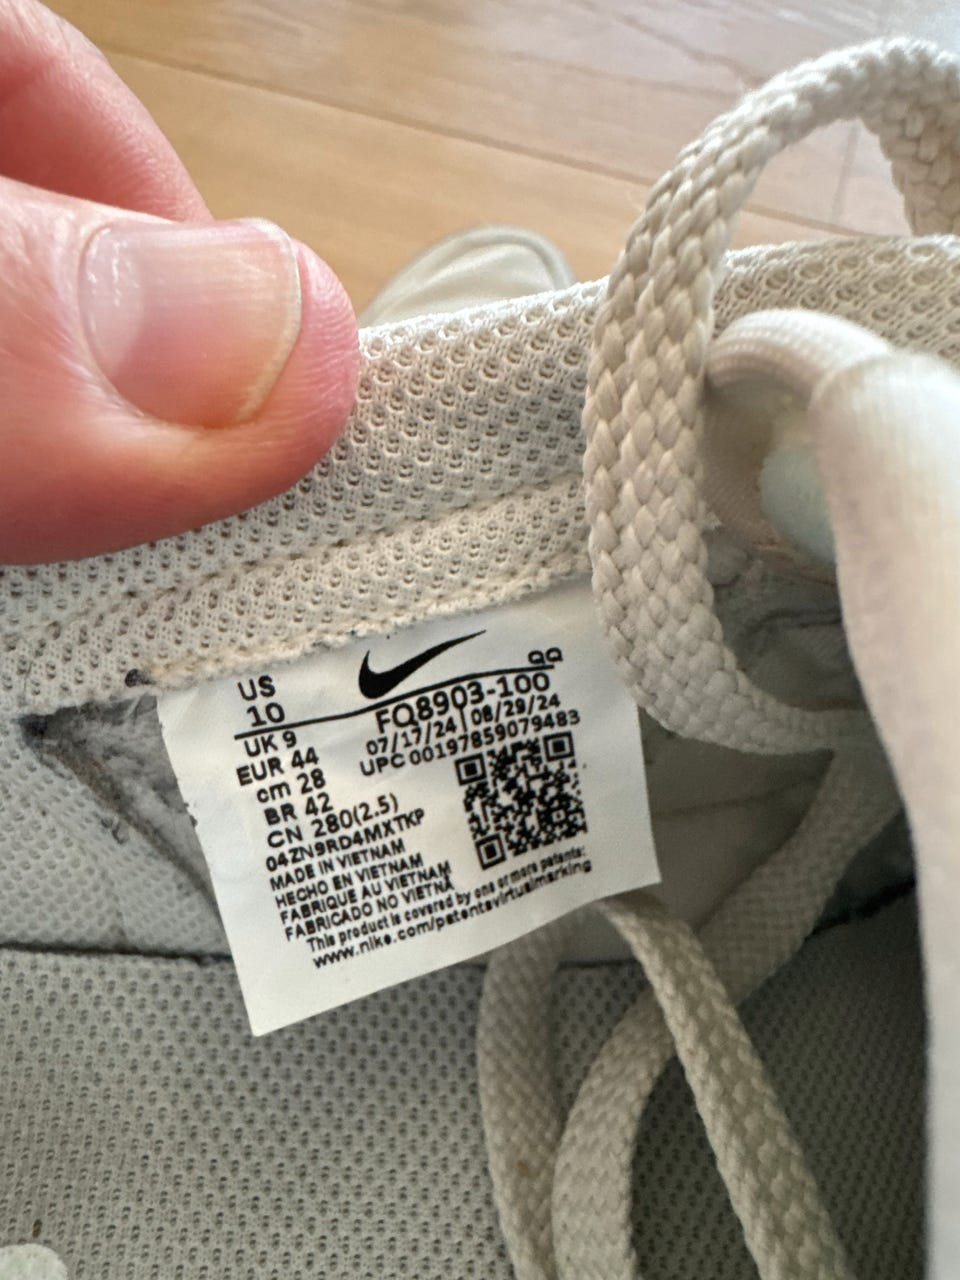 US
10
UK 9
EUR 44
cm 28
BR 42
CN 280(2.5)
04ZN9RD4MXTKP
MADE IN VIETNAM
HECHO EN VIETNAM
FABRIQUE AU VIETNAM
FABRICADO NO VIETNÃ
This product is covered by one or more patents:
www.nike.com/patentsvirtualmarking
QQ
FQ8903-100
07/17/24 | 08/29/24
UPC 00197859079483